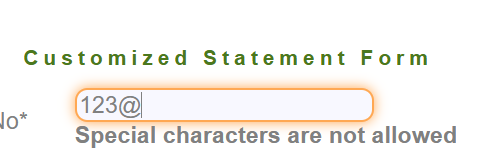 Customized Statement Form
123@
No*
Special characters are not allowed